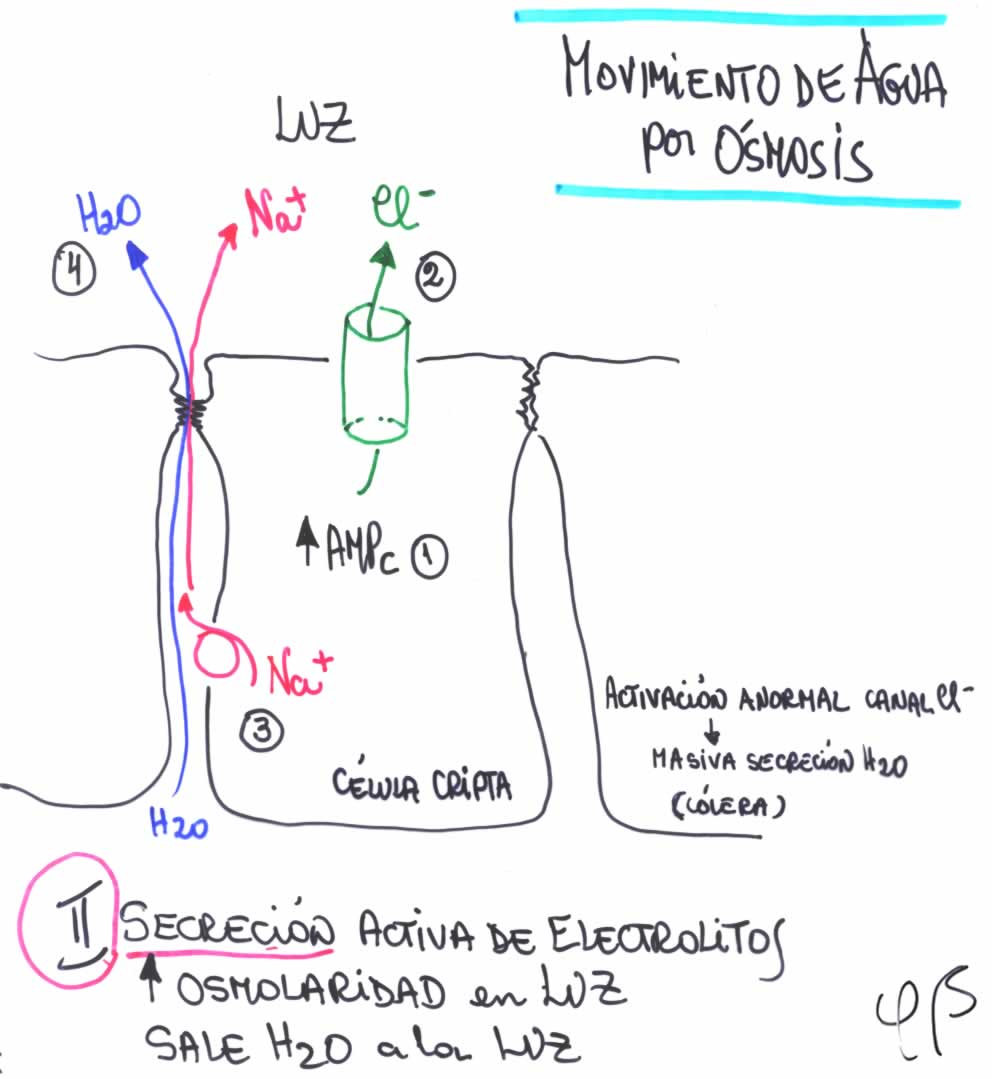 MOVIMIENTO DE ÁGUA
por ÓSMOSIS
LUZ
H2O
Na+
Cl-
4
2
↑ AMPc 1
Na+
3
H2O
CÉLULA CRIPTA
ACTIVACIÓN ANORMAL CANAL Cl-
↓
MASIVA SECRECIÓN H2O
(CÓLERA)
II SECRECIÓN ACTIVA DE ELECTROLITOS
↑ OSMOLARIDAD en LUZ
SALE H2O a la LUZ